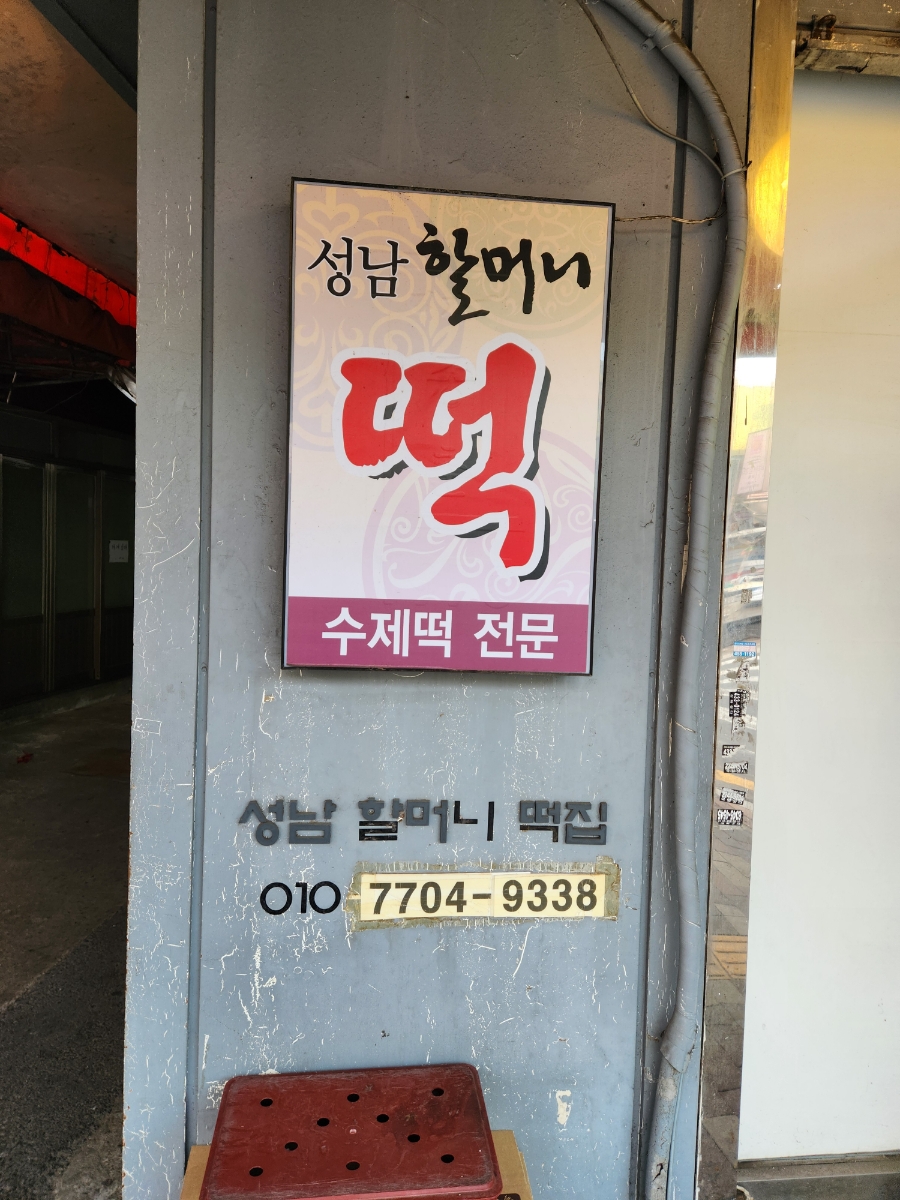 성남 할머니
떡
수제떡 전문
성남 할머니 떡집
010 7704-9338